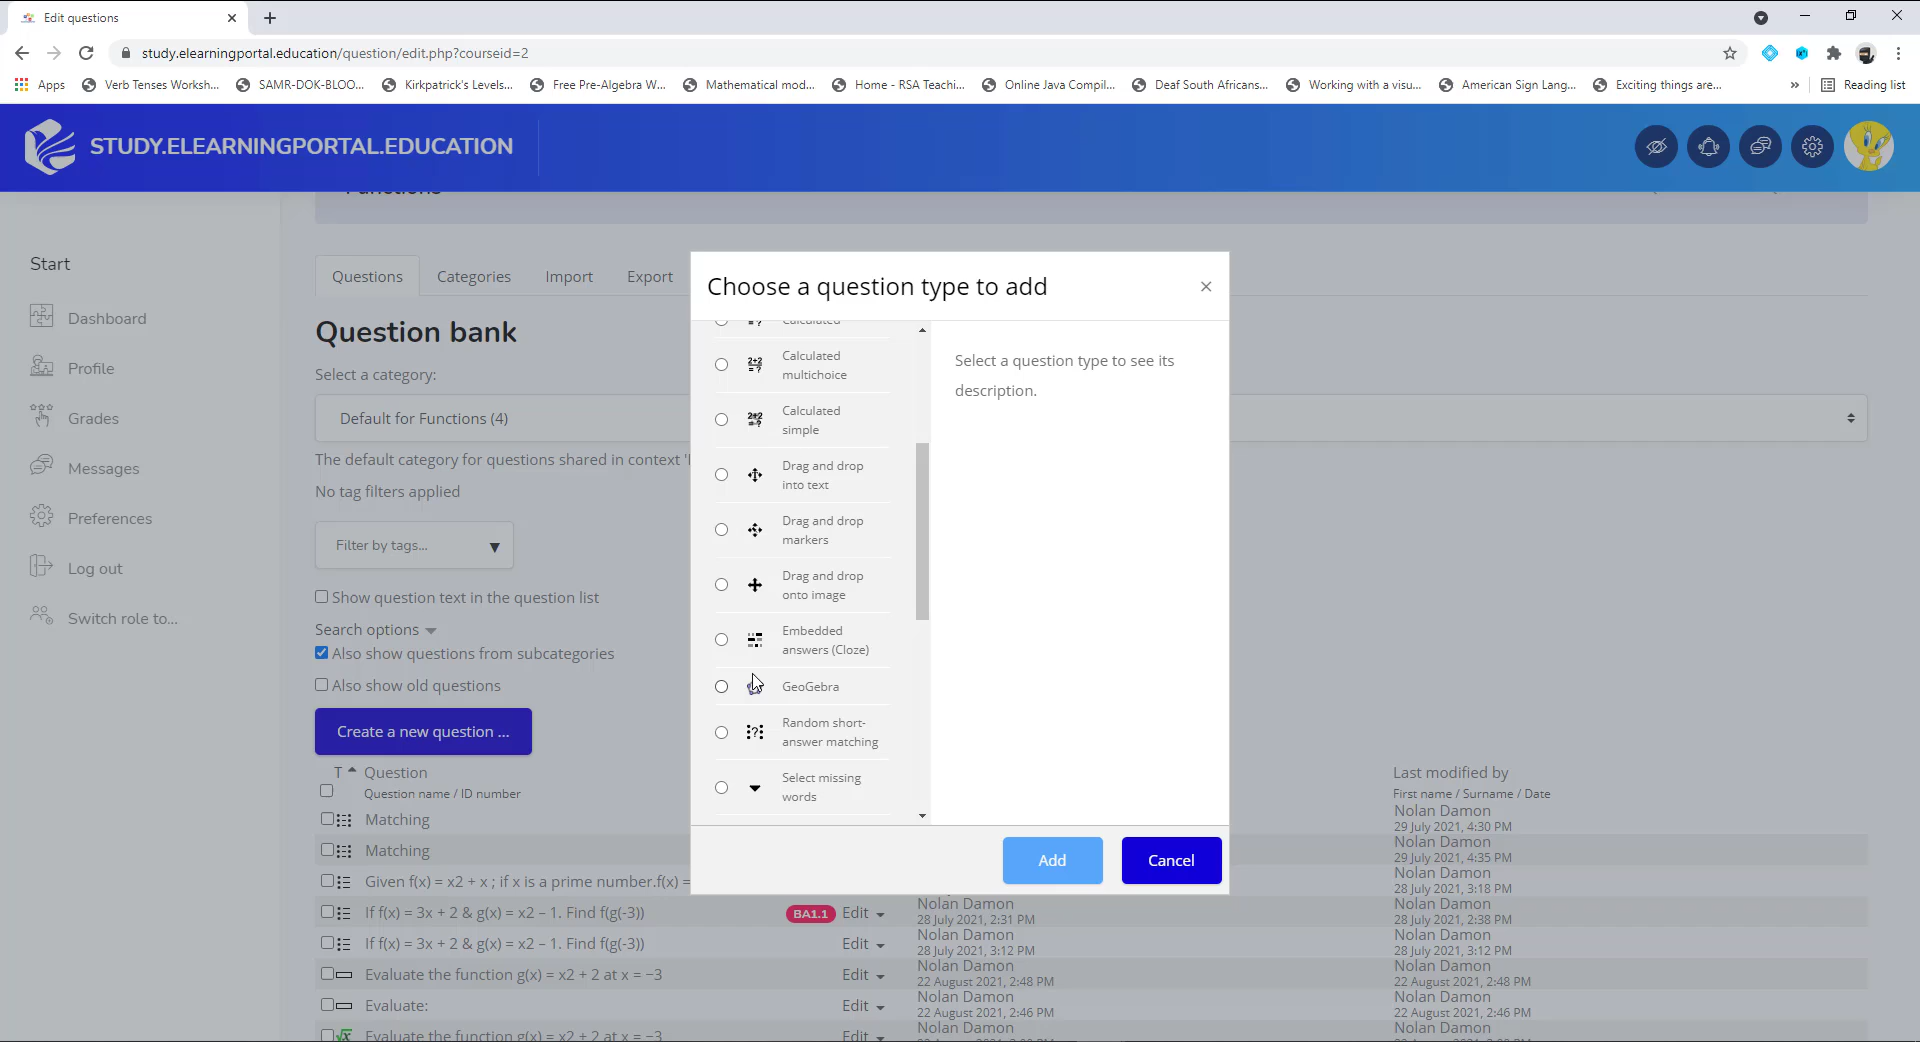 Edit questions
study.elearningportal.education/question/edit.php?courseid=2
Apps
Verb Tenses Worksh...
SAMR-DOK-BLOO...
Kirkpatrick's Levels...
Free Pre-Algebra W...
Mathematical mod...
Home - RSA Teachi...
Online Java Compil...
Deaf South Africans...
Working with a visu...
American Sign Lang...
Exciting things are...
»
Reading list
STUDY.ELEARNINGPORTAL.EDUCATION
Start
Dashboard
Profile
Grades
Messages
Preferences
Log out
Switch role to...
Functions
Questions
Categories
Import
Export
Question bank
Select a category:
Default for Functions (4)
The default category for questions shared in context '
No tag filters applied
Filter by tags...
Show question text in the question list
Search options
Also show questions from subcategories
Also show old questions
Create a new question ...
Choose a question type to add
×
Calculated
Calculated
multichoice
Calculated
simple
Drag and drop
into text
Drag and drop
markers
Drag and drop
onto image
Embedded
answers (Cloze)
GeoGebra
Random short-
answer matching
Select missing
words
Select a question type to see its
description.
Add
Cancel
T Question
Question name / ID number
Last modified by
First name / Surname / Date
Matching
Nolan Damon
29 July 2021, 4:30 PM
Matching
Nolan Damon
29 July 2021, 4:35 PM
Given f(x) = x2 + x ; if x is a prime number.f(x) =
Nolan Damon
28 July 2021, 3:18 PM
If f(x) = 3x + 2 & g(x) = x2 – 1. Find f(g(-3))
BA1.1
Edit
Nolan Damon
28 July 2021, 2:31 PM
Nolan Damon
28 July 2021, 2:38 PM
If f(x) = 3x + 2 & g(x) = x2 – 1. Find f(g(-3))
Edit
Nolan Damon
28 July 2021, 3:12 PM
Nolan Damon
28 July 2021, 3:12 PM
Evaluate the function g(x) = x2 + 2 at x = −3
Edit
Nolan Damon
22 August 2021, 2:48 PM
Nolan Damon
22 August 2021, 2:48 PM
Evaluate:
Edit
Nolan Damon
22 August 2021, 2:46 PM
Nolan Damon
22 August 2021, 2:46 PM
Evaluate the function g(x) = x2 + 2 at x = −3
Edit
Nolan Damon
Nolan Damon